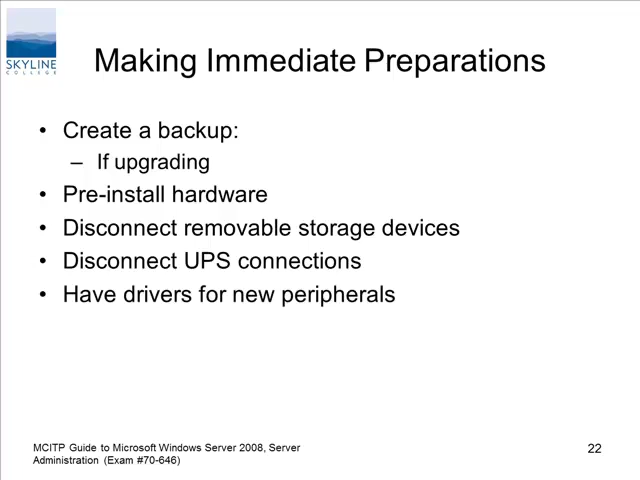 SKYLINE
COLLEGE
Making Immediate Preparations
• Create a backup:
– If upgrading
• Pre-install hardware
• Disconnect removable storage devices
• Disconnect UPS connections
• Have drivers for new peripherals
MCITP Guide to Microsoft Windows Server 2008, Server
Administration (Exam #70-646)
22